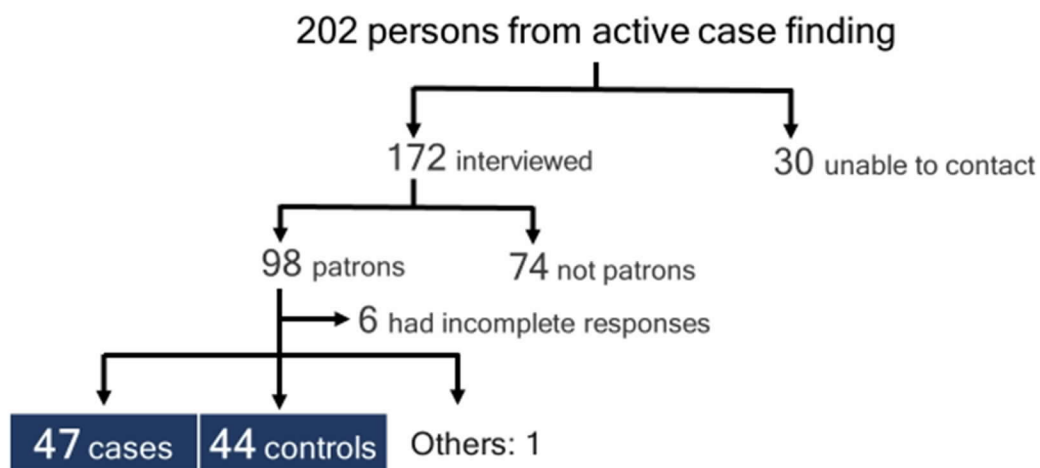 202 persons from active case finding
172 interviewed
30 unable to contact
98 patrons
74 not patrons
6 had incomplete responses
47 cases
44 controls
Others: 1